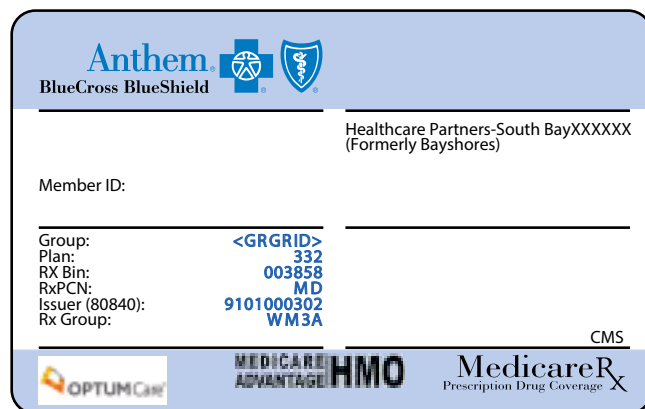 Anthem
BlueCross BlueShield
Healthcare Partners-South BayXXXXXX
(Formerly Bayshores)
Member ID:
Group: <GRGRID>
Plan: 332
RX Bin: 003858
RxPCN: MD
Issuer (80840): 9101000302
Rx Group: WM3A
CMS
OPTUMCare
MEDICARE
ADVANTAGE HMO
MedicareRx
Prescription Drug Coverage